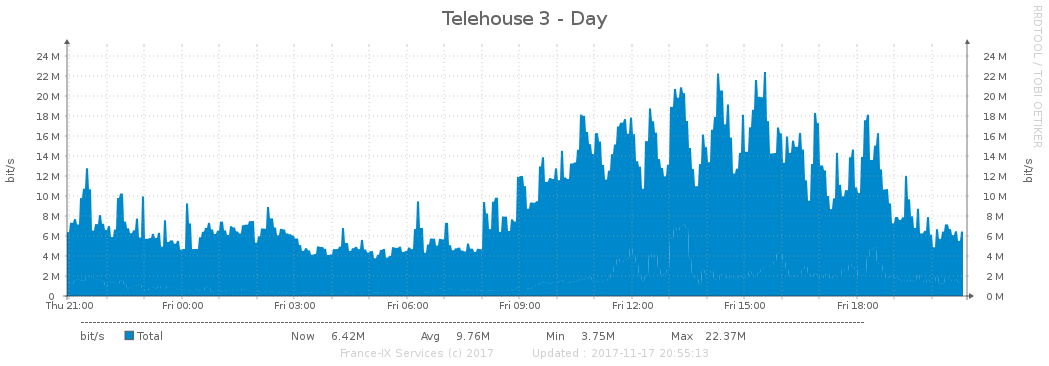 Telehouse 3 - Day
RRDTOOL / TOBI OETIKER
bit/s
24 M 24 M
22 M 22 M
20 M 20 M
18 M 18 M
16 M 16 M
14 M 14 M
12 M 12 M
10 M 10 M
8 M 8 M
6 M 6 M
4 M 4 M
2 M 2 M
0 0 M
bit/s
Thu 21:00 Fri 00:00 Fri 03:00 Fri 06:00 Fri 09:00 Fri 12:00 Fri 15:00 Fri 18:00
bit/s Total Now 6.42M Avg 9.76M Min 3.75M Max 22.37M
France-IX Services (c) 2017 Updated : 2017-11-17 20:55:13